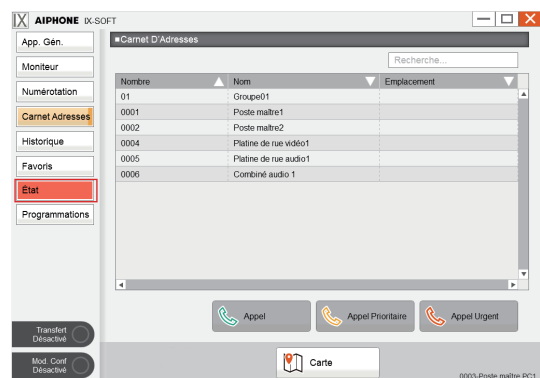 AIPHONE IX-SOFT
App. Gén.
Moniteur
Numérotation
Carnet Adresses
Historique
Favoris
État
Programmations
Transfert
Désactivé
Mod. Conf
Désactivé
■Carnet D'Adresses
Recherche...
Nombre Nom Emplacement
01 Groupe01
0001 Poste maître1
0002 Poste maître2
0004 Platine de rue vidéo1
0005 Platine de rue audio1
0006 Combiné audio 1
Appel Appel Prioritaire Appel Urgent
Carte
0003-Poste maître PC1